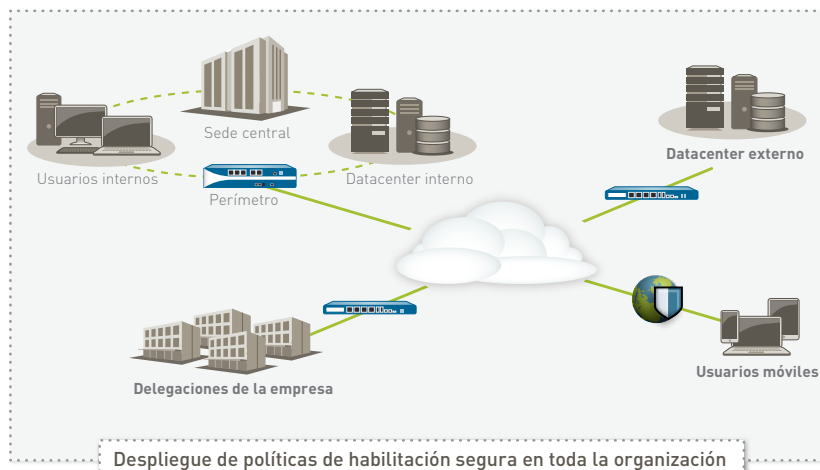 Sede central
Usuarios internos
Datacenter interno
Perímetro
Datacenter externo
Delegaciones de la empresa
Usuarios móviles
Despliegue de políticas de habilitación segura en toda la organización